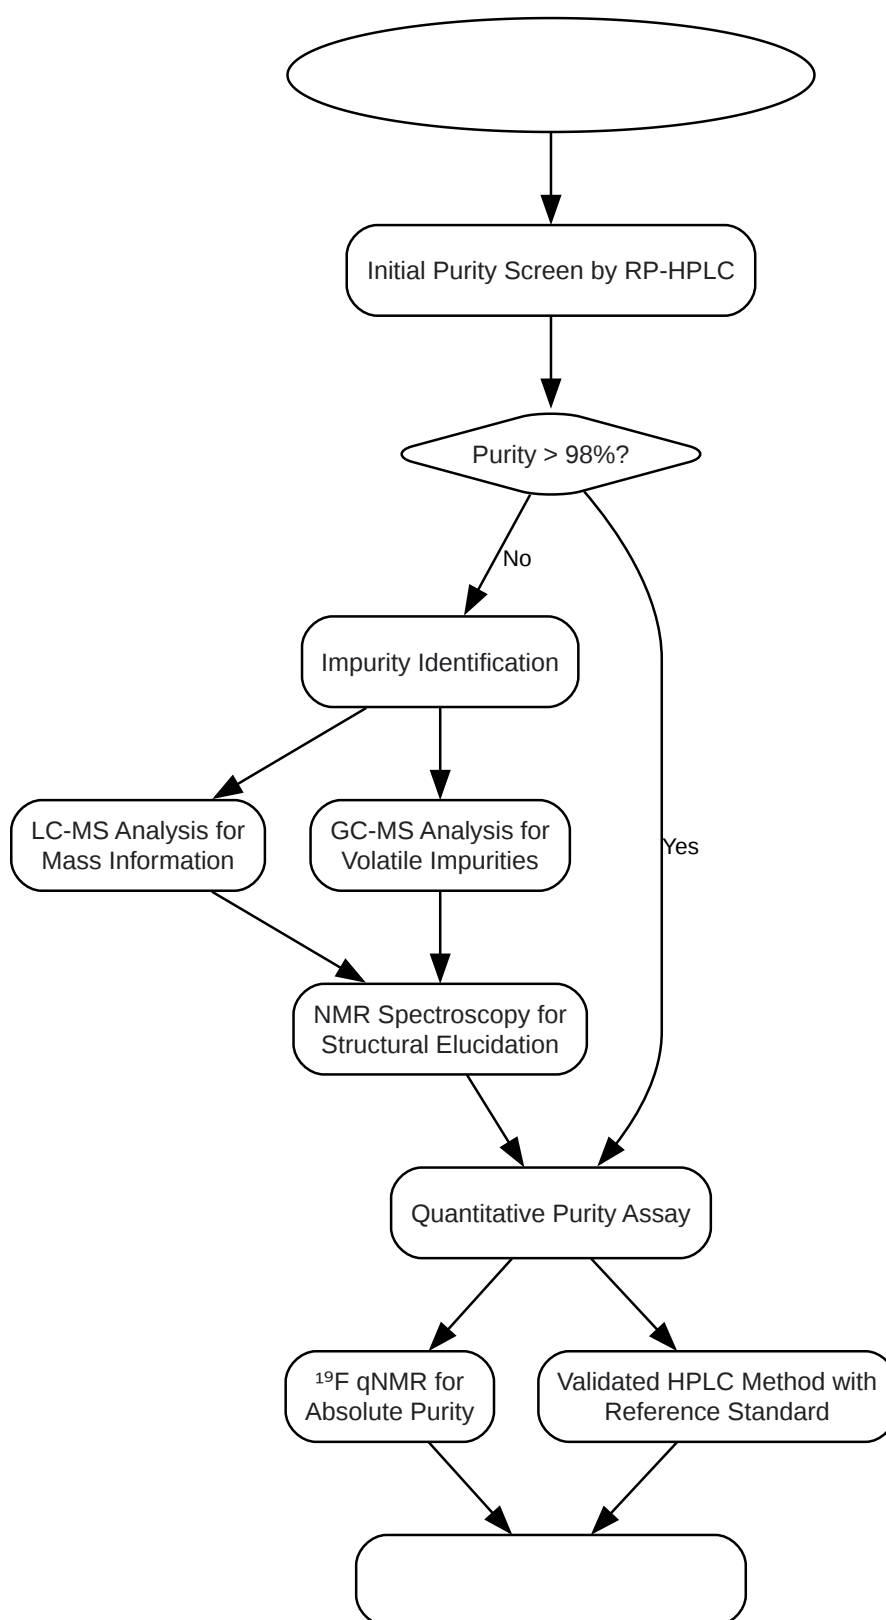 Initial Purity Screen by RP-HPLC
Purity > 98%?
No
Impurity Identification
LC-MS Analysis for
Mass Information
GC-MS Analysis for
Volatile Impurities
Yes
NMR Spectroscopy for
Structural Elucidation
Quantitative Purity Assay
¹⁹F qNMR for
Absolute Purity
Validated HPLC Method with
Reference Standard